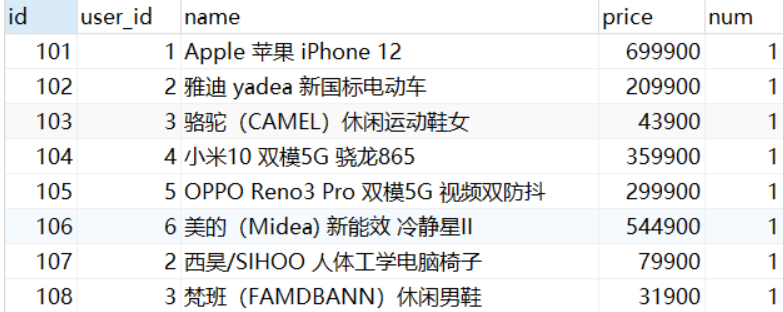 id user_id name price num
101 1 Apple 苹果 iPhone 12 699900 1
102 2 雅迪 yadea 新国标电动车 209900 1
103 3 骆驼（CAMEL）休闲运动鞋女 43900 1
104 4 小米10 双模5G 骁龙865 359900 1
105 5 OPPO Reno3 Pro 双模5G 视频双防抖 299900 1
106 6 美的（Midea) 新能效 冷静星II 544900 1
107 2 西昊/SIHOO 人体工学电脑椅子 79900 1
108 3 梵班（FAMDBANN）休闲男鞋 31900 1